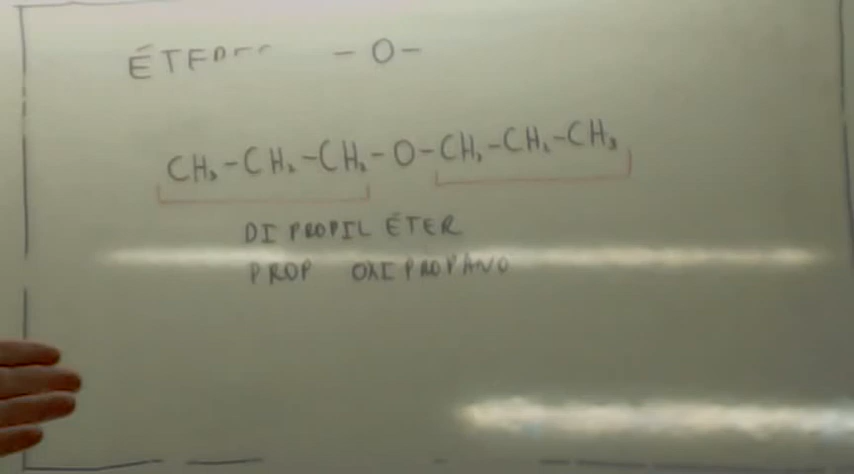 -O-
CH₃-CH₂-CH₂-O-CH₂-CH₂-CH₃
DI PROPIL ÉTER
PROP OXI PROPANO